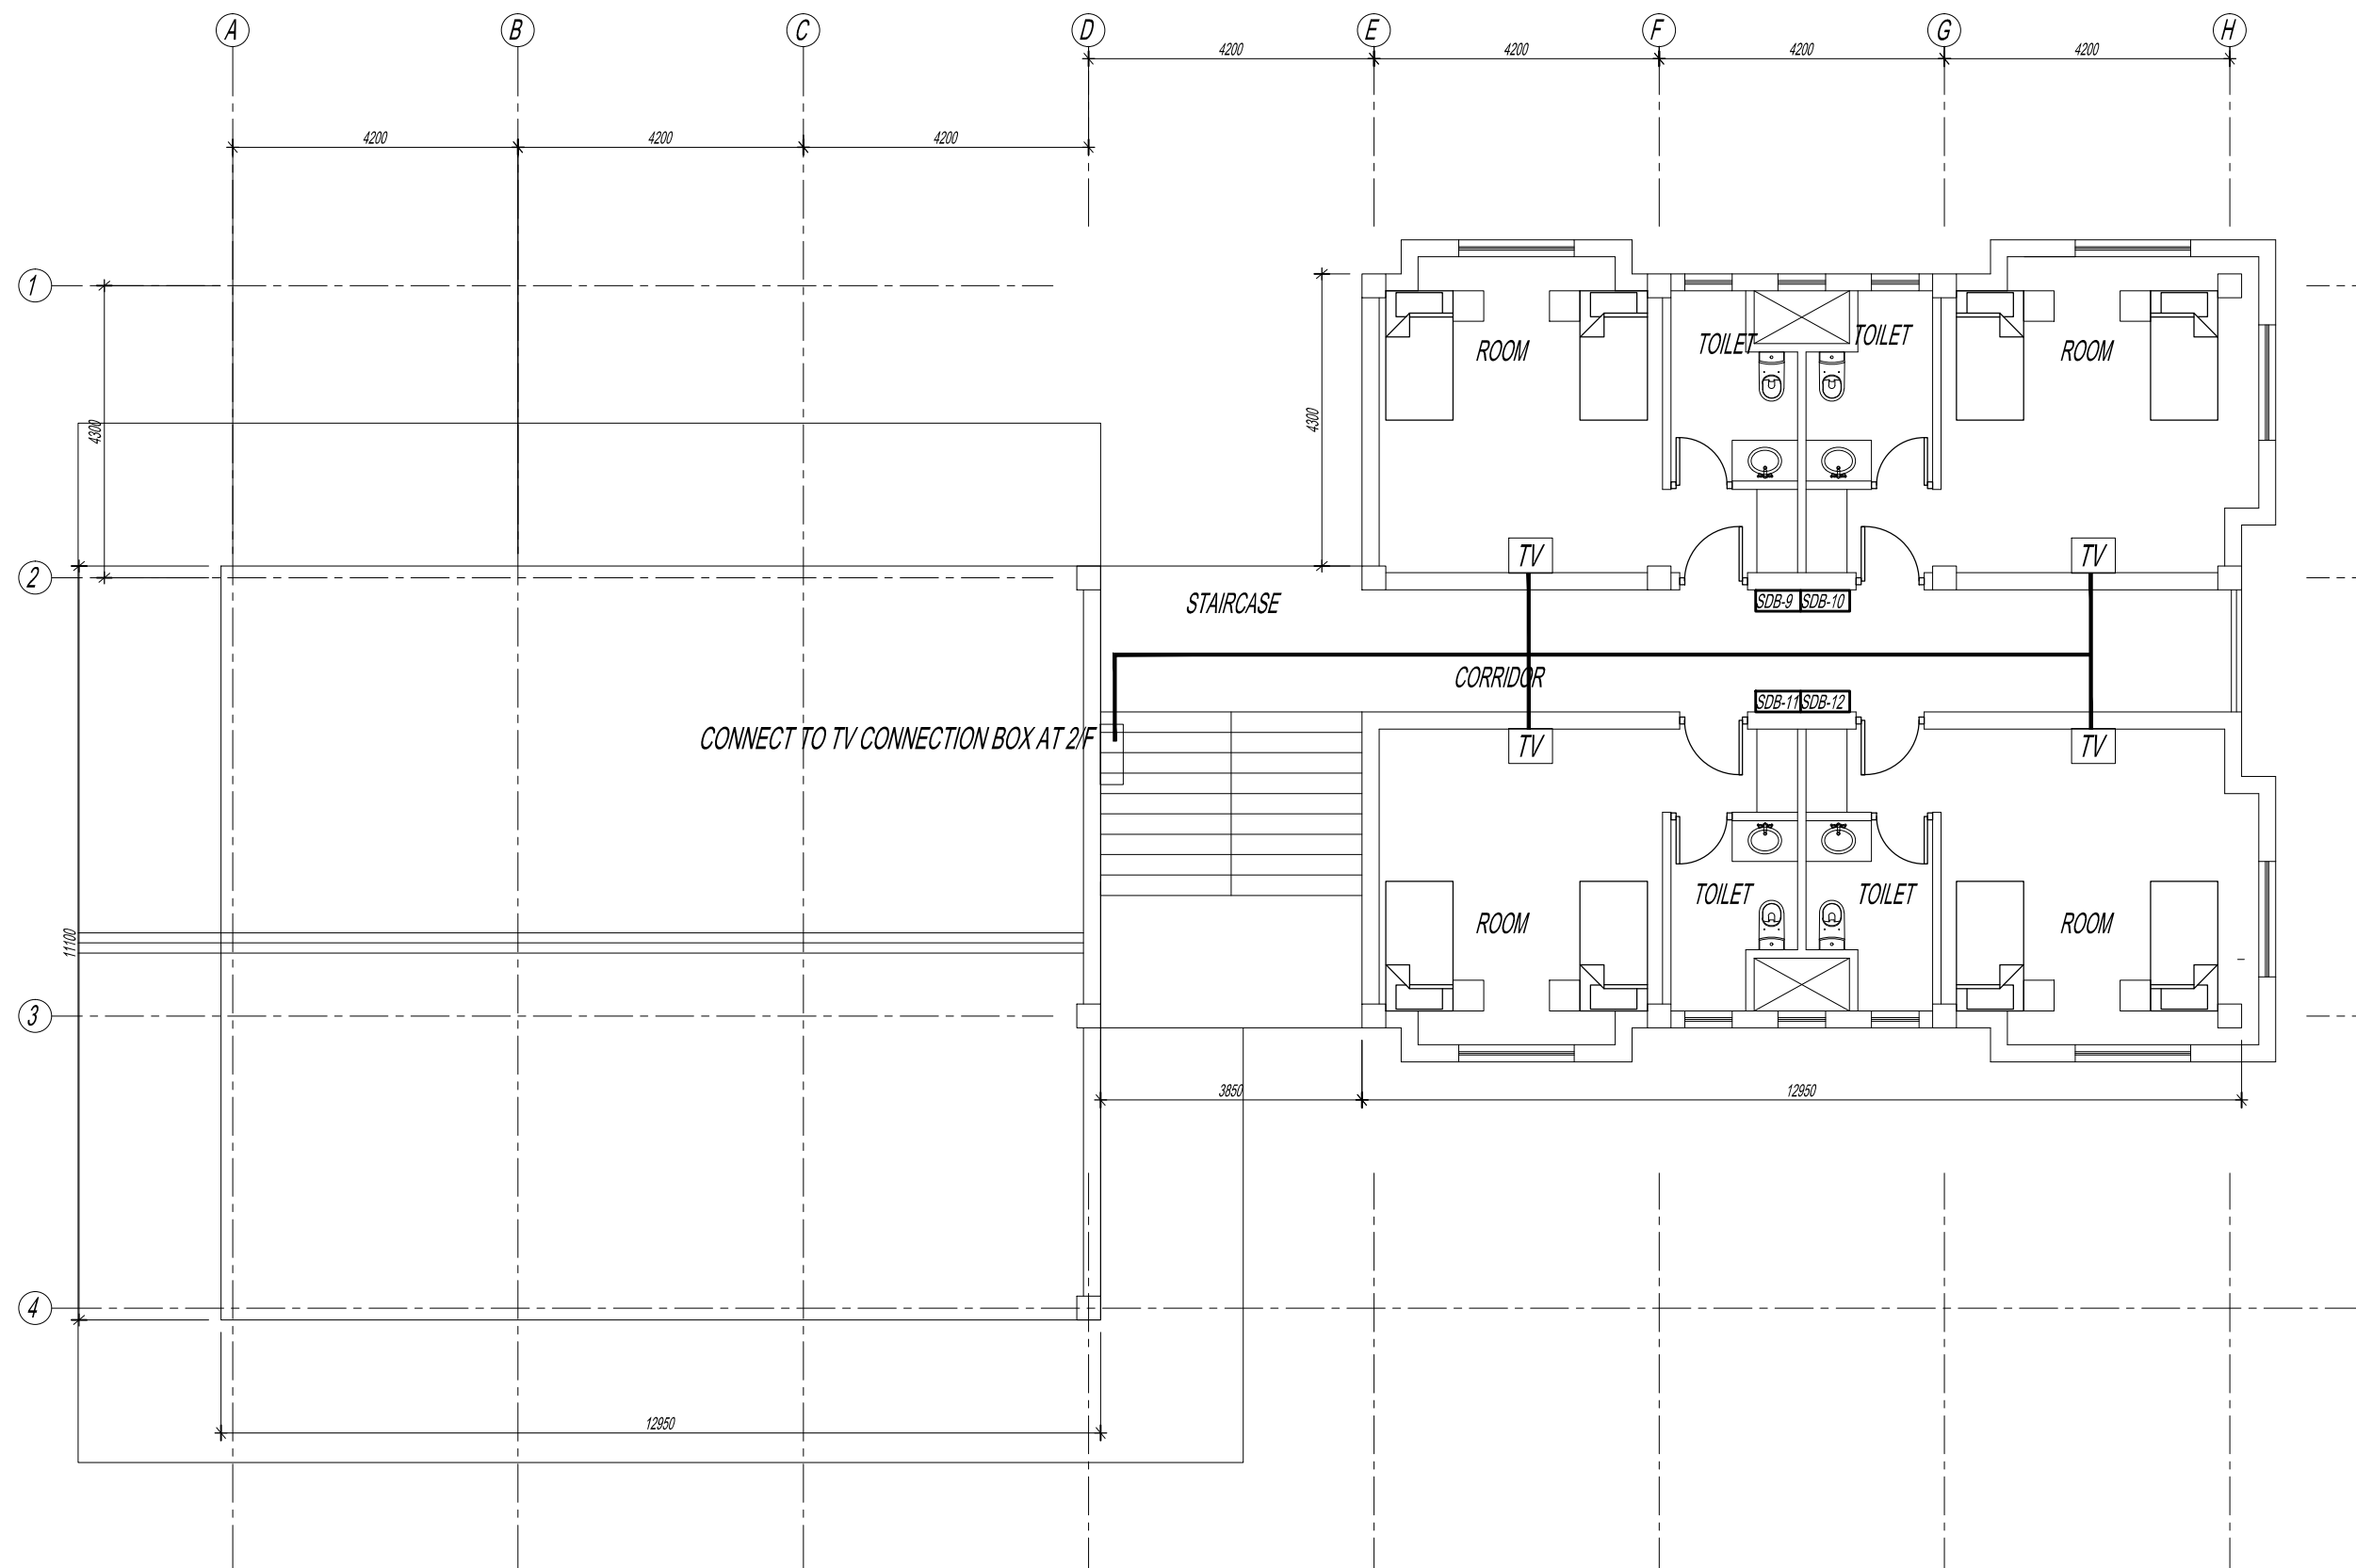 A
B
C
D
E
F
G
H
4200
4200
4200
4200
4200
4200
4200
1
TOILET
TOILET
ROOM
ROOM
4300
4300
TV
TV
2
STAIRCASE
SDB-9
SDB-10
CORRIDOR
SDB-11
SDB-12
CONNECT TO TV CONNECTION BOX AT 2/F
TV
TV
TOILET
TOILET
ROOM
ROOM
11100
3
3850
12950
4
12950